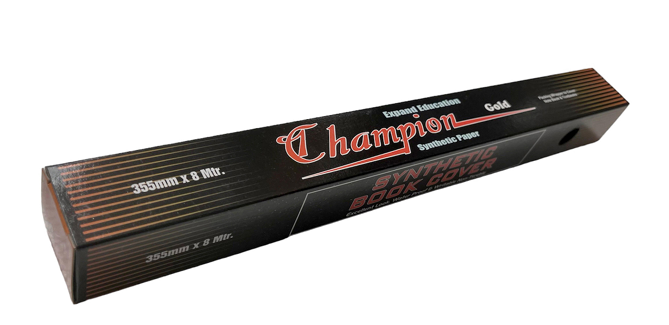 Expand Education
Champion
Gold
Synthetic Paper
355mm x 8 Mtr.
SYNTHETIC
BOOK COVER
355mm x 8 Mtr.